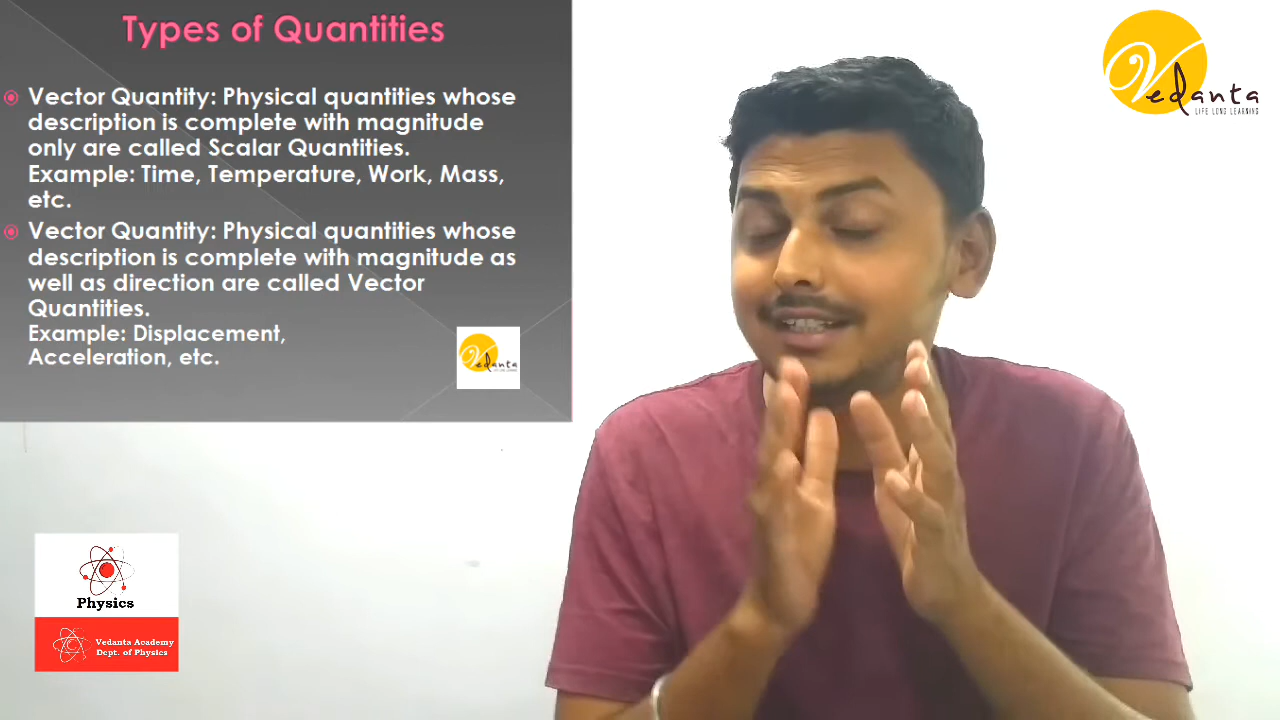 Types of Quantities
Vector Quantity: Physical quantities whose
description is complete with magnitude
only are called Scalar Quantities.
Example: Time, Temperature, Work, Mass,
etc.
Vector Quantity: Physical quantities whose
description is complete with magnitude as
well as direction are called Vector
Quantities.
Example: Displacement,
Acceleration, etc.
Vedanta
Vedanta
LIFE LONG LEARNING
Physics
Vedanta Academy
Dept. of Physics